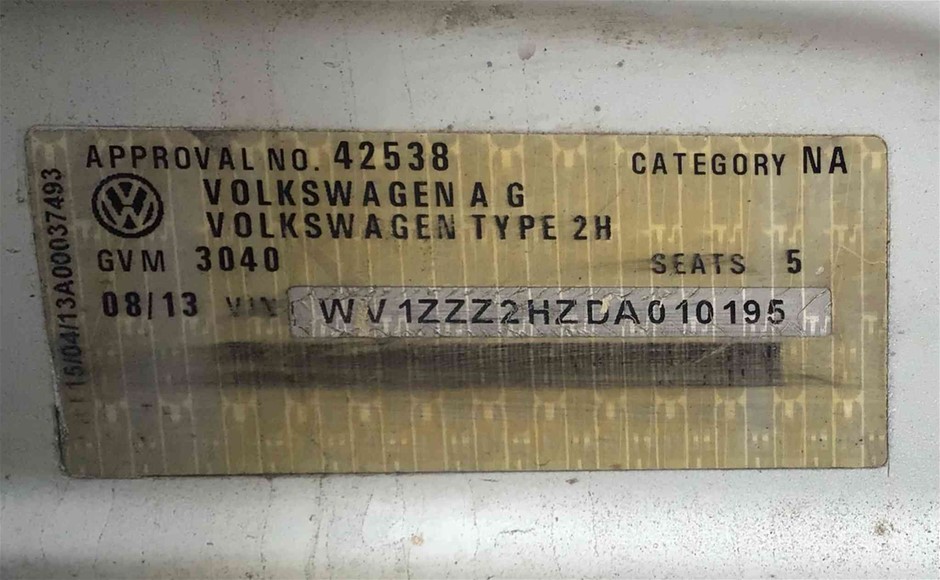 APPROVAL NO. 42538 CATEGORY NA
VOLKSWAGEN A G
VOLKSWAGEN TYPE 2H
GVM 3040 SEATS 5
08/13 VIN WV1ZZZ2HZDA010195
15/04/13A00037493